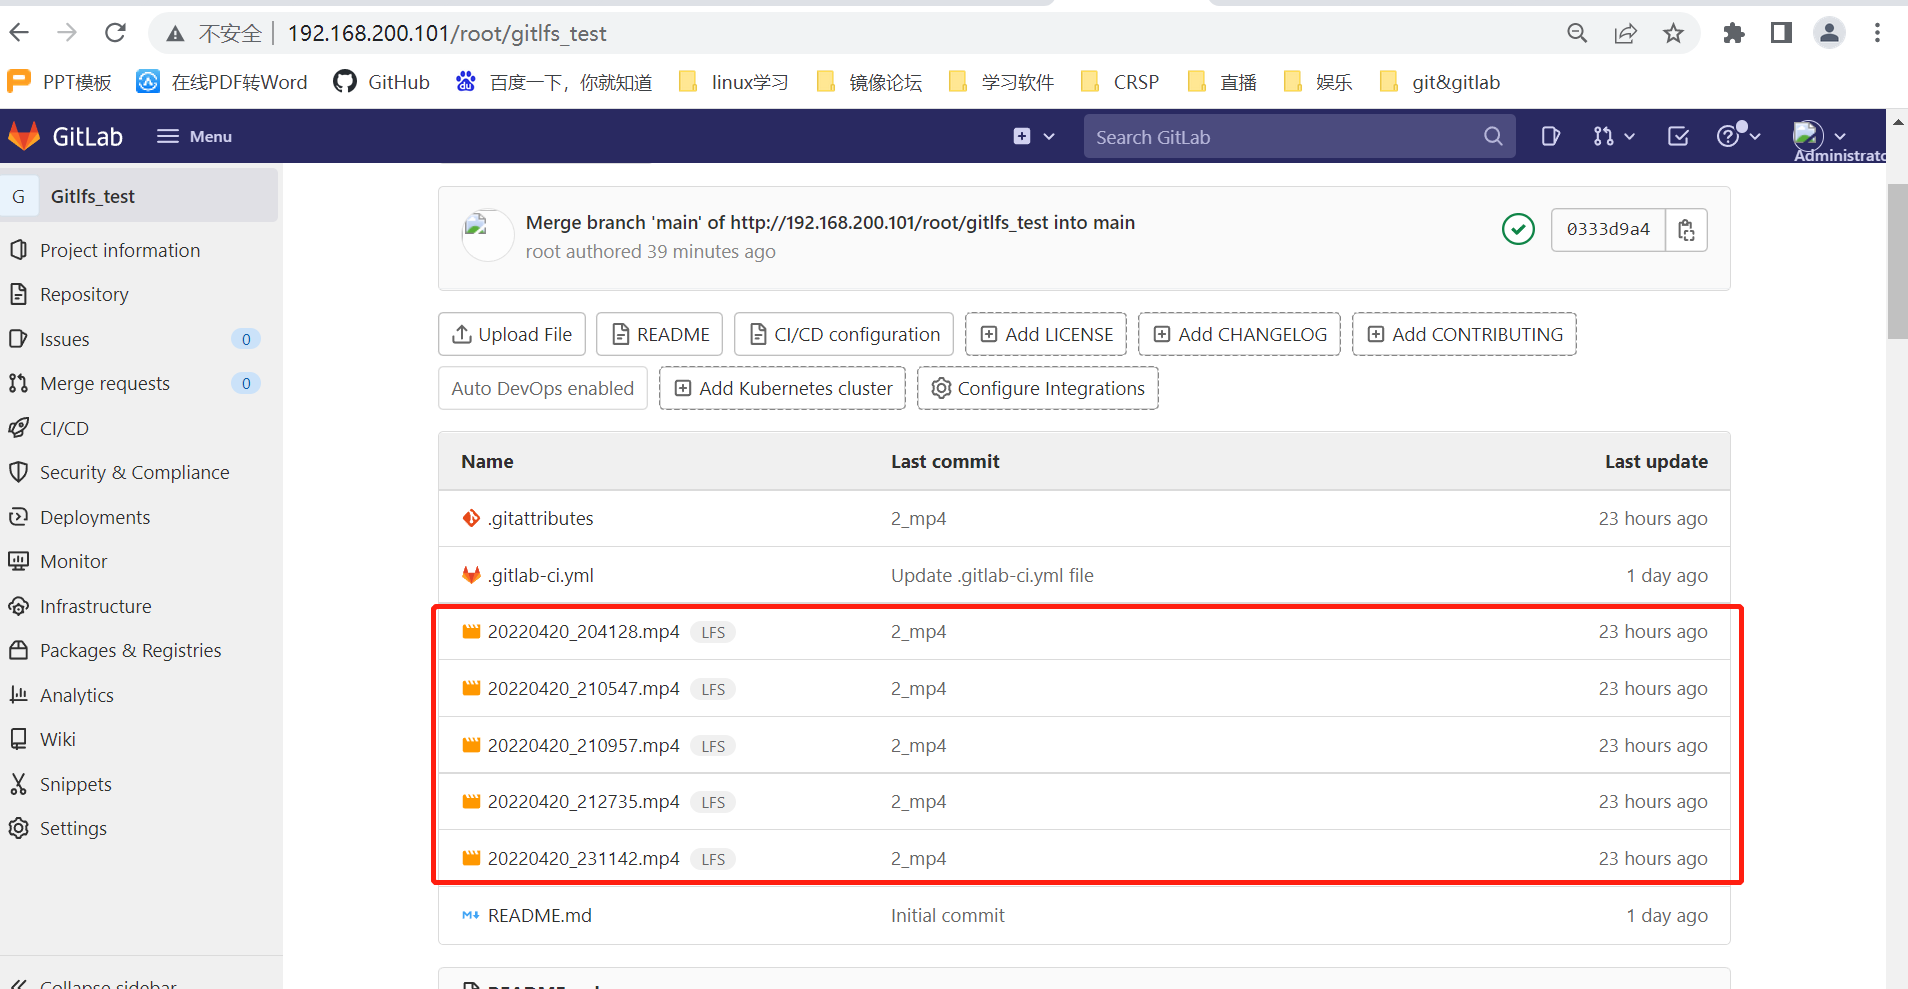 不安全 192.168.200.101/root/gitlfs_test
PPT模板 在线PDF转Word GitHub 百度一下，你就知道 linux学习 镜像论坛 学习软件 CRSP 直播 娱乐 git&gitlab
GitLab Menu Search GitLab
Administrato
G Gitlfs_test
Project information
Repository
Issues 0
Merge requests 0
CI/CD
Security & Compliance
Deployments
Monitor
Infrastructure
Packages & Registries
Analytics
Wiki
Snippets
Settings
Collapse sidebar
Merge branch 'main' of http://192.168.200.101/root/gitlfs_test into main
root authored 39 minutes ago
0333d9a4
Upload File README CI/CD configuration Add LICENSE Add CHANGELOG Add CONTRIBUTING
Auto DevOps enabled Add Kubernetes cluster Configure Integrations
Name Last commit Last update
.gitattributes 2_mp4 23 hours ago
.gitlab-ci.yml Update .gitlab-ci.yml file 1 day ago
20220420_204128.mp4 LFS 2_mp4 23 hours ago
20220420_210547.mp4 LFS 2_mp4 23 hours ago
20220420_210957.mp4 LFS 2_mp4 23 hours ago
20220420_212735.mp4 LFS 2_mp4 23 hours ago
20220420_231142.mp4 LFS 2_mp4 23 hours ago
README.md Initial commit 1 day ago